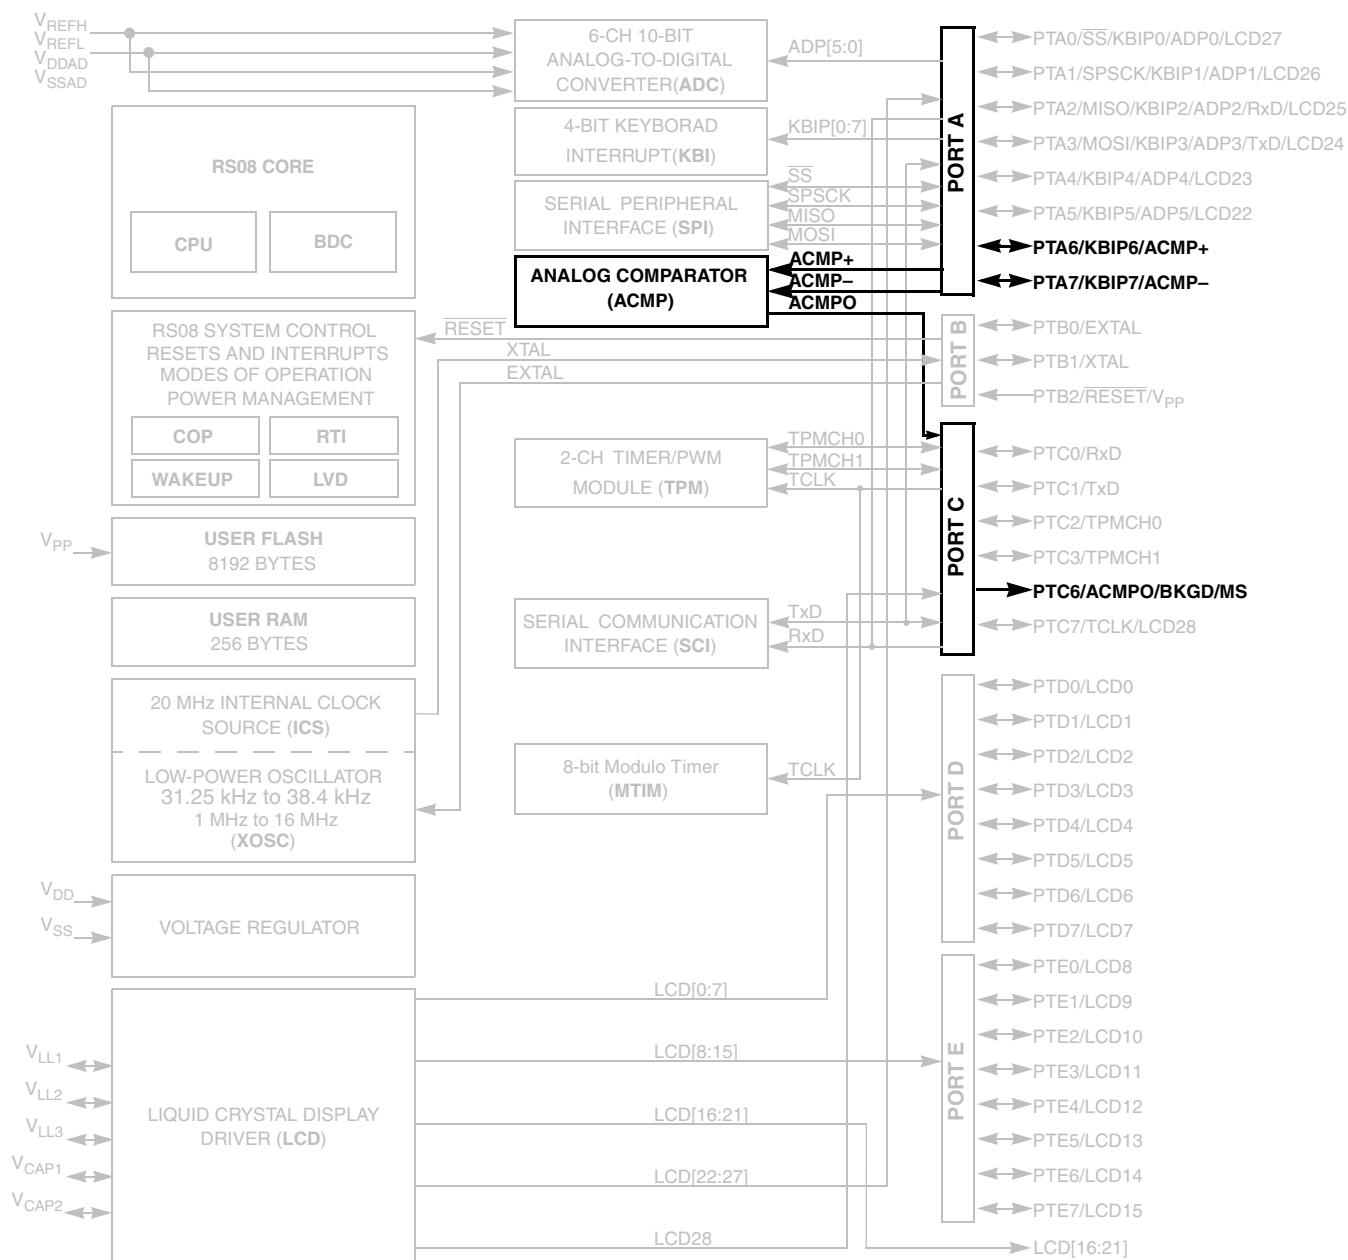 VREFH
VREFL
VDDAD
VSSAD
6-CH 10-BIT
ANALOG-TO-DIGITAL
CONVERTER(ADC)
ADP[5:0]
4-BIT KEYBORAD
INTERRUPT(KBI)
KBIP[0:7]
SERIAL PERIPHERAL
INTERFACE (SPI)
SS
SPSCK
MISO
MOSI
ANALOG COMPARATOR
(ACMP)
ACMP+
ACMP–
ACMPO
PORT A
PTA0/SS/KBIP0/ADP0/LCD27
PTA1/SPSCK/KBIP1/ADP1/LCD26
PTA2/MISO/KBIP2/ADP2/RxD/LCD25
PTA3/MOSI/KBIP3/ADP3/TxD/LCD24
PTA4/KBIP4/ADP4/LCD23
PTA5/KBIP5/ADP5/LCD22
PTA6/KBIP6/ACMP+
PTA7/KBIP7/ACMP–
RS08 CORE
CPU
BDC
RS08 SYSTEM CONTROL
RESETS AND INTERRUPTS
MODES OF OPERATION
POWER MANAGEMENT
COP
RTI
WAKEUP
LVD
RESET
XTAL
EXTAL
PORT B
PTB0/EXTAL
PTB1/XTAL
PTB2/RESET/VPP
2-CH TIMER/PWM
MODULE (TPM)
TPMCH0
TPMCH1
TCLK
PORT C
PTC0/RxD
PTC1/TxD
PTC2/TPMCH0
PTC3/TPMCH1
PTC6/ACMPO/BKGD/MS
PTC7/TCLK/LCD28
VPP
USER FLASH
8192 BYTES
USER RAM
256 BYTES
SERIAL COMMUNICATION
INTERFACE (SCI)
TxD
RxD
20 MHz INTERNAL CLOCK
SOURCE (ICS)
LOW-POWER OSCILLATOR
31.25 kHz to 38.4 kHz
1 MHz to 16 MHz
(XOSC)
8-bit Modulo Timer
(MTIM)
TCLK
PORT D
PTD0/LCD0
PTD1/LCD1
PTD2/LCD2
PTD3/LCD3
PTD4/LCD4
PTD5/LCD5
PTD6/LCD6
PTD7/LCD7
VDD
VSS
VOLTAGE REGULATOR
VLL1
VLL2
VLL3
VCAP1
VCAP2
LIQUID CRYSTAL DISPLAY
DRIVER (LCD)
LCD[0:7]
LCD[8:15]
LCD[16:21]
LCD[22:27]
LCD28
PORT E
PTE0/LCD8
PTE1/LCD9
PTE2/LCD10
PTE3/LCD11
PTE4/LCD12
PTE5/LCD13
PTE6/LCD14
PTE7/LCD15
LCD[16:21]